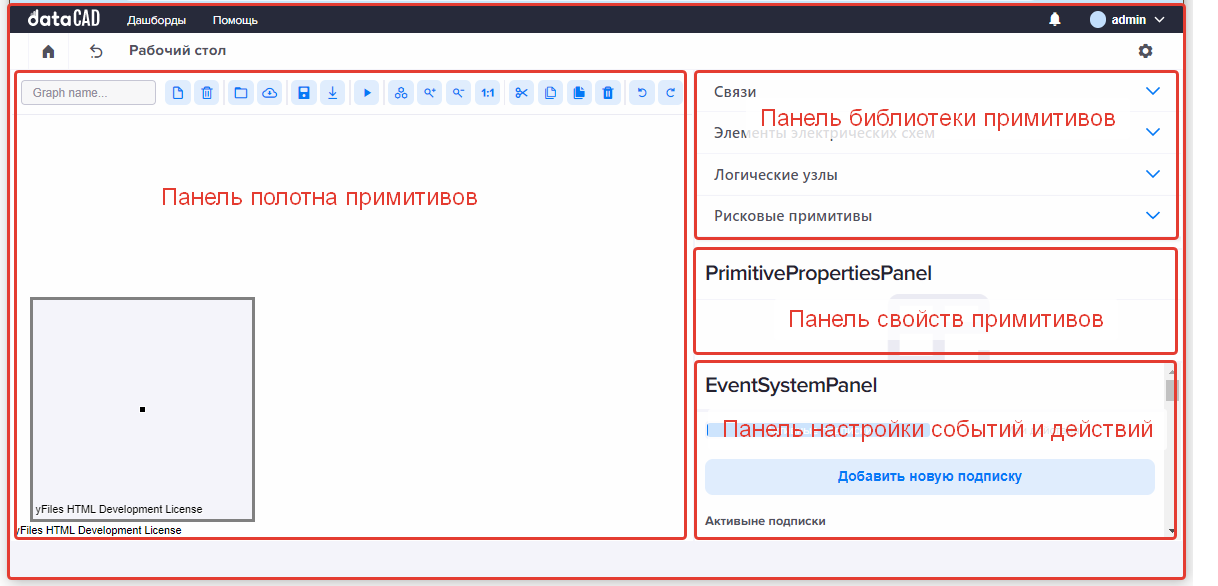 dataCAD Дашборды Помощь admin
Рабочий стол
Graph name... 1:1
Панель полотна примитивов
yFiles HTML Development License
yFiles HTML Development License
Связи
Панель библиотеки примитивов
Элементы электрических схем
Логические узлы
Рисковые примитивы
PrimitivePropertiesPanel
Панель свойств примитивов
EventSystemPanel
Панель настройки событий и действий
Добавить новую подписку
Активыне подписки